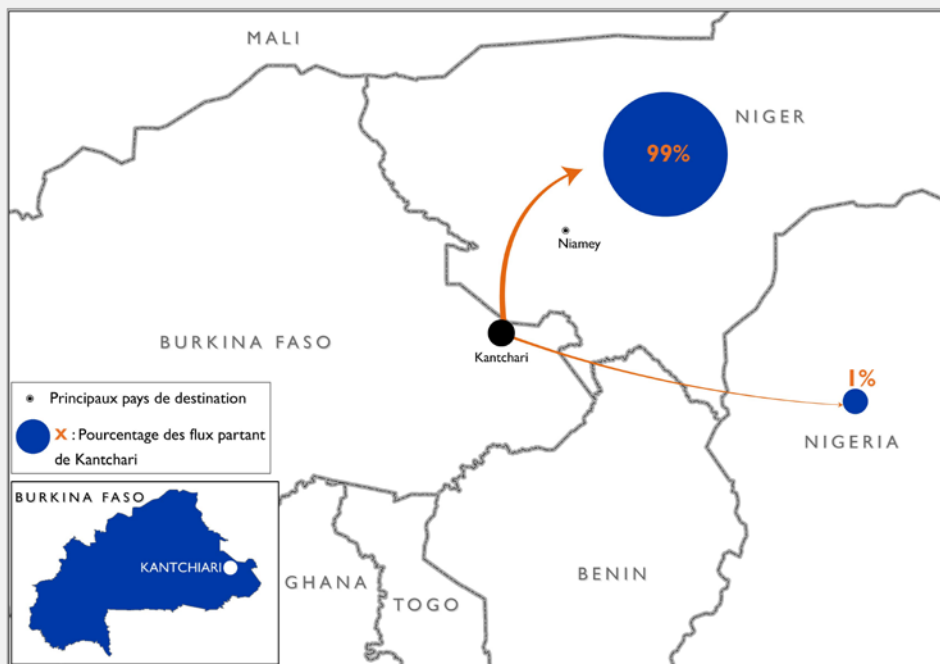 MALI
NIGER
99%
Niamey
BURKINA FASO
Kantchari
1%
NIGERIA
Principaux pays de destination
X : Pourcentage des flux partant
de Kantchari
BURKINA FASO
KANTCHIARI
GHANA
TOGO
BENIN